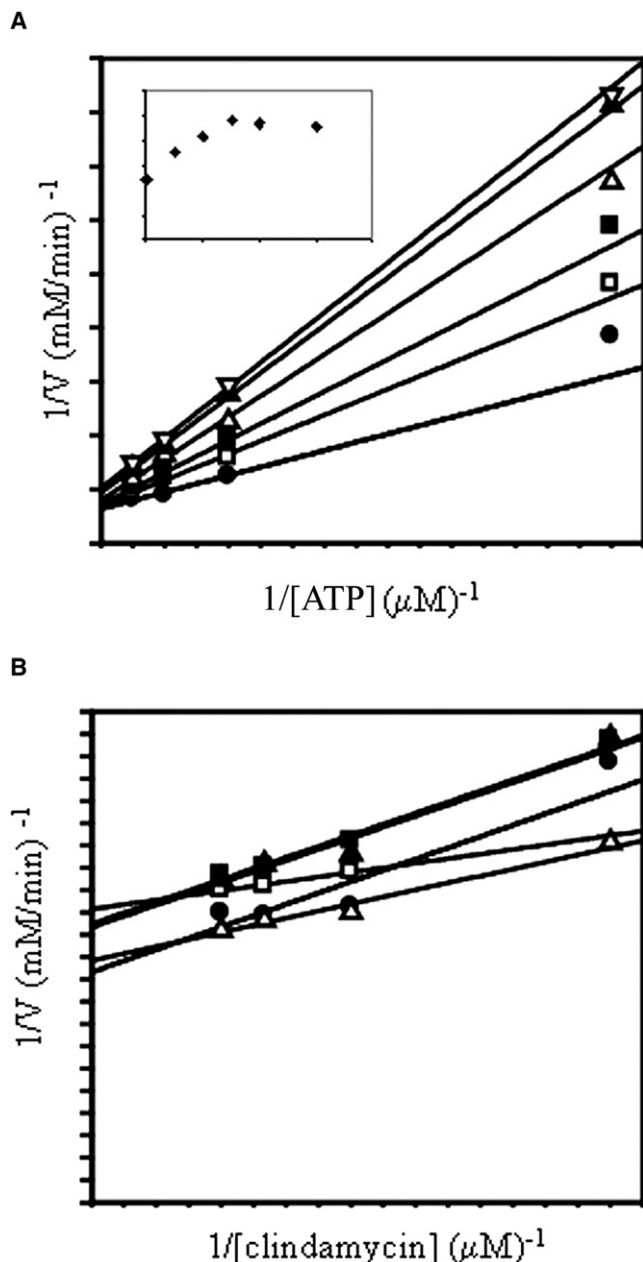 A
1/V (mM/min) -1
1/[ATP] (μM)-1
B
1/V (mM/min) -1
1/[clindamycin] (μM)-1